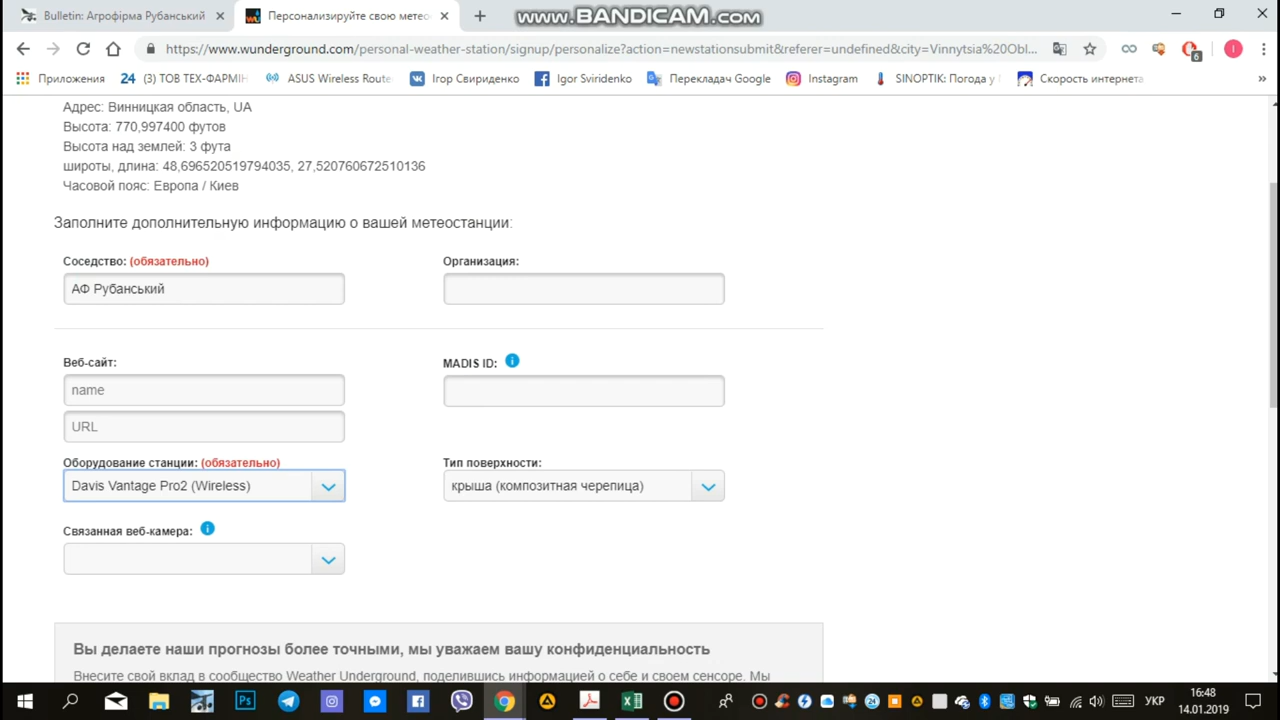 www.BANDICAM.com
Bulletin: Агрофірма Рубанський
Персонализируйте свою метео
https://www.wunderground.com/personal-weather-station/signup/personalize?action=newstationsubmit&referer=undefined&city=Vinnytsia%20Obl...
6
I
Приложения
24 (3) ТОВ ТЕХ-ФАРМІН
ASUS Wireless Route
Ігор Свириденко
Igor Sviridenko
Перекладач Google
Instagram
SINOPTIK: Погода у
Скорость интернета
»
Адрес: Винницкая область, UA
Высота: 770,997400 футов
Высота над землей: 3 фута
широты, длина: 48,696520519794035, 27,520760672510136
Часовой пояс: Европа / Киев
Заполните дополнительную информацию о вашей метеостанции:
Соседство: (обязательно)
Организация:
АФ Рубанський
Веб-сайт:
MADIS ID:
name
URL
Оборудование станции: (обязательно)
Тип поверхности:
Davis Vantage Pro2 (Wireless)
крыша (композитная черепица)
Связанная веб-камера:
Вы делаете наши прогнозы более точными, мы уважаем вашу конфиденциальность
Внесите свой вклад в сообщество Weather Underground, поделившись информацией о себе и своем сенсоре. Мы
УКР
16:48
14.01.2019